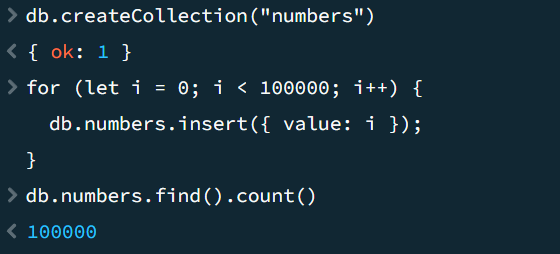 db.createCollection("numbers")
{ ok: 1 }
for (let i = 0; i < 100000; i++) {
  db.numbers.insert({ value: i });
}
db.numbers.find().count()
100000